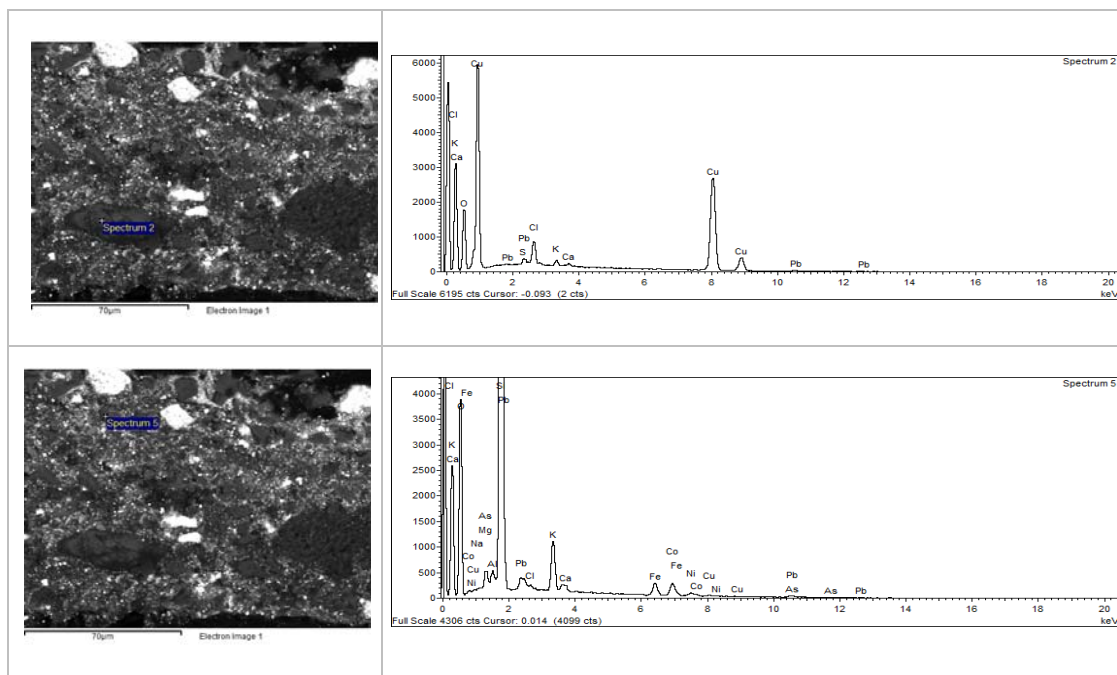 Spectrum 2
70µm Electron Image 1
Spectrum 2
6000
5000
4000
3000
2000
1000
0
Cl
K
Ca
O
Cu
Pb
S
Pb
Cl
K
Ca
Cu
Cu
Pb
Pb
0 2 4 6 8 10 12 14 16 18 20
Full Scale 6195 cts Cursor: -0.093 (2 cts) keV
Spectrum 5
70µm Electron Image 1
Spectrum 5
4000
3500
3000
2500
2000
1500
1000
500
0
Cl
Fe
O
K
Ca
S
Pb
As
Mg
Na
Co
Cu
Ni
Al
Pb
Cl
K
Ca
Fe
Co
Fe
Ni
Co
Cu
Ni
Cu
Pb
As
As
Pb
0 2 4 6 8 10 12 14 16 18 20
Full Scale 4306 cts Cursor: 0.014 (4099 cts) keV